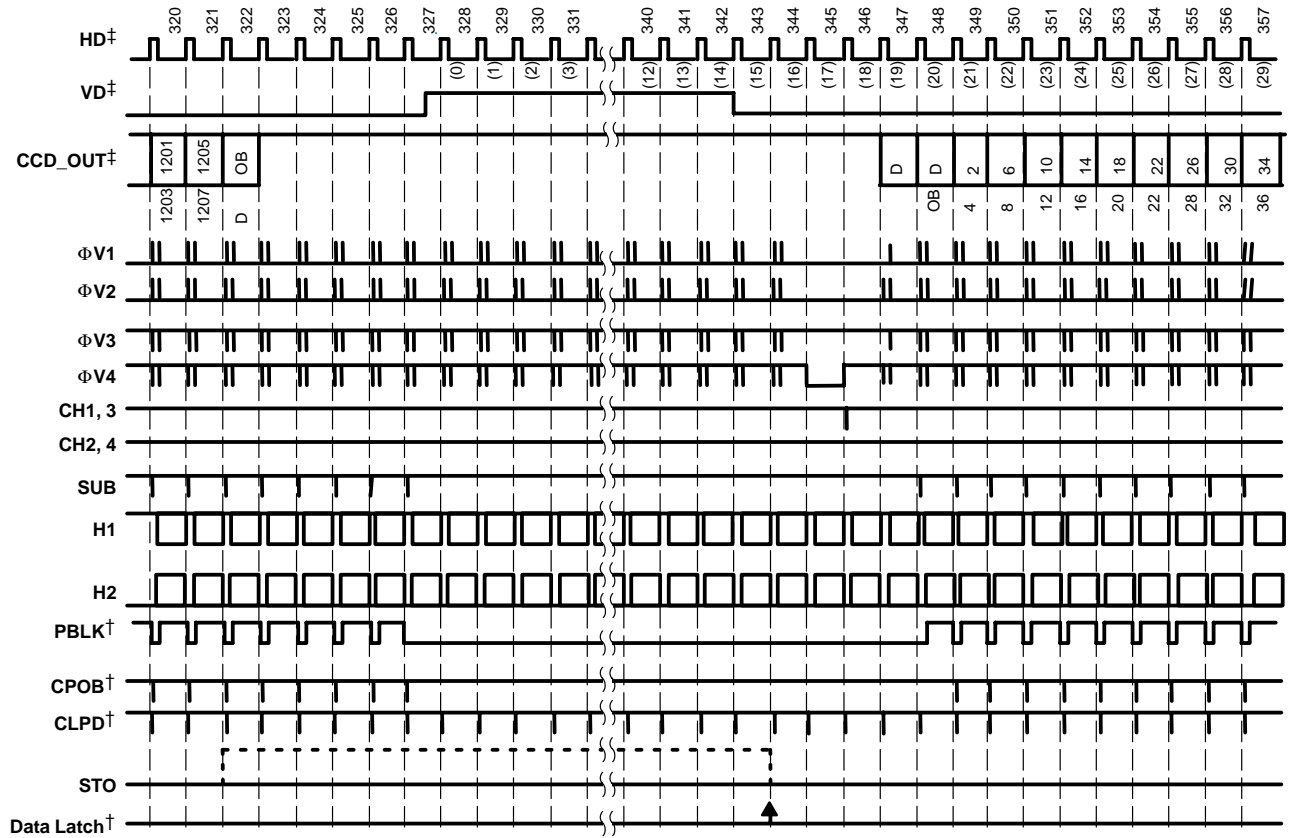 320 321 322 323 324 325 326 327 328 329 330 331 340 341 342 343 344 345 346 347 348 349 350 351 352 353 354 355 356 357
HD‡
(0) (1) (2) (3) (12) (13) (14) (15) (16) (17) (18) (19) (20) (21) (22) (23) (24) (25) (26) (27) (28) (29)
VD‡
CCD_OUT‡ 1201 1205 OB D D 2 6 10 14 18 22 26 30 34
1203 1207 D OB 4 8 12 16 20 22 28 32 36
ΦV1
ΦV2
ΦV3
ΦV4
CH1, 3
CH2, 4
SUB
H1
H2
PBLK†
CPOB†
CLPD†
STO
Data Latch†